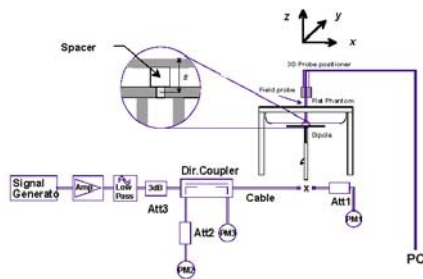 z
y
x
3D Probe positioner
Spacer
Field probe
Flat Phantom
Dipole
Signal
Generato
Amp
Low
Pass
3dB
Att3
Dir.Coupler
Cable
x
Att1
PM1
Att2
PM3
PM2
PC